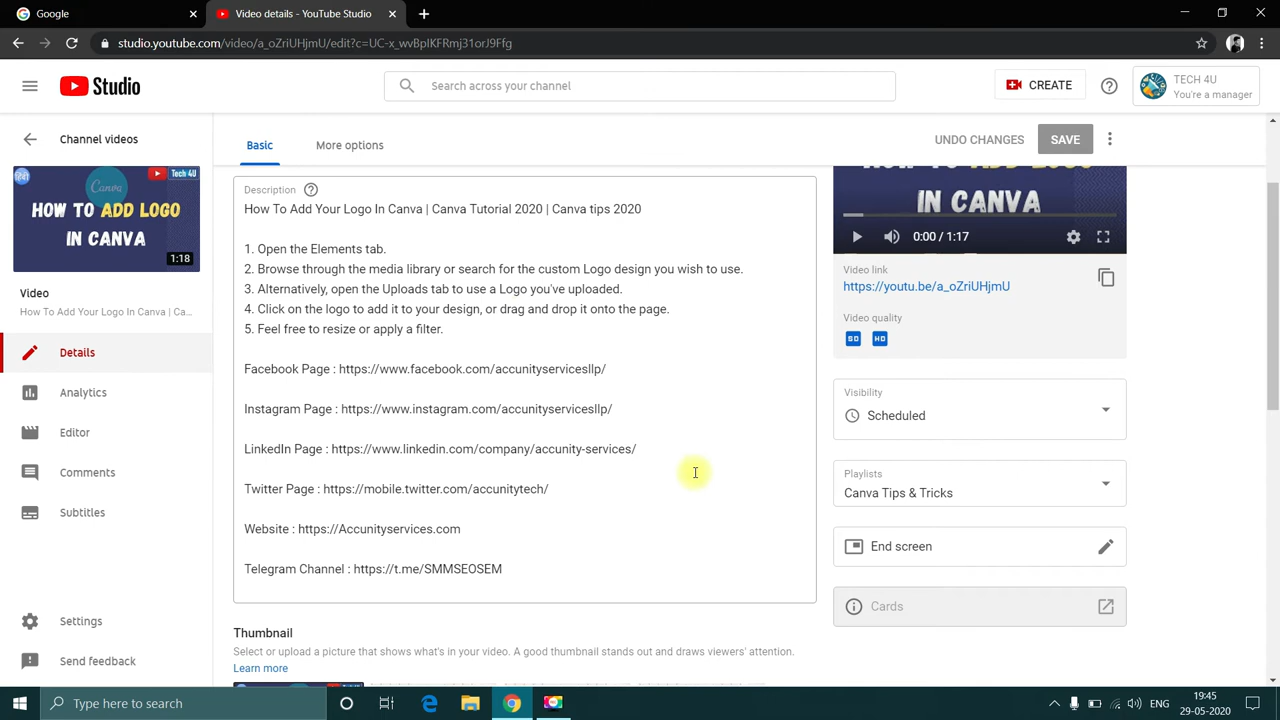 Google
Video details - YouTube Studio
studio.youtube.com/video/a_oZriUHjmU/edit?c=UC-x_wvBpIKFRmj31orJ9Ffg
Studio
Search across your channel
CREATE
TECH 4U
You're a manager
Channel videos
Basic
More options
UNDO CHANGES
SAVE
हिंदी
Canva
Tech 4U
HOW TO ADD LOGO
IN CANVA
1:18
Video
How To Add Your Logo In Canva | Ca...
Details
Analytics
Editor
Comments
Subtitles
Settings
Send feedback
Description
How To Add Your Logo In Canva | Canva Tutorial 2020 | Canva tips 2020
1. Open the Elements tab.
2. Browse through the media library or search for the custom Logo design you wish to use.
3. Alternatively, open the Uploads tab to use a Logo you've uploaded.
4. Click on the logo to add it to your design, or drag and drop it onto the page.
5. Feel free to resize or apply a filter.
Facebook Page : https://www.facebook.com/accunityservicesllp/
Instagram Page : https://www.instagram.com/accunityservicesllp/
LinkedIn Page : https://www.linkedin.com/company/accunity-services/
Twitter Page : https://mobile.twitter.com/accunitytech/
Website : https://Accunityservices.com
Telegram Channel : https://t.me/SMMSEOSEM
Thumbnail
Select or upload a picture that shows what's in your video. A good thumbnail stands out and draws viewers' attention.
Learn more
HOW TO ADD LOGO
IN CANVA
0:00 / 1:17
Video link
https://youtu.be/a_oZriUHjmU
Video quality
SD
HD
Visibility
Scheduled
Playlists
Canva Tips & Tricks
End screen
Cards
Type here to search
ENG
19:45
29-05-2020